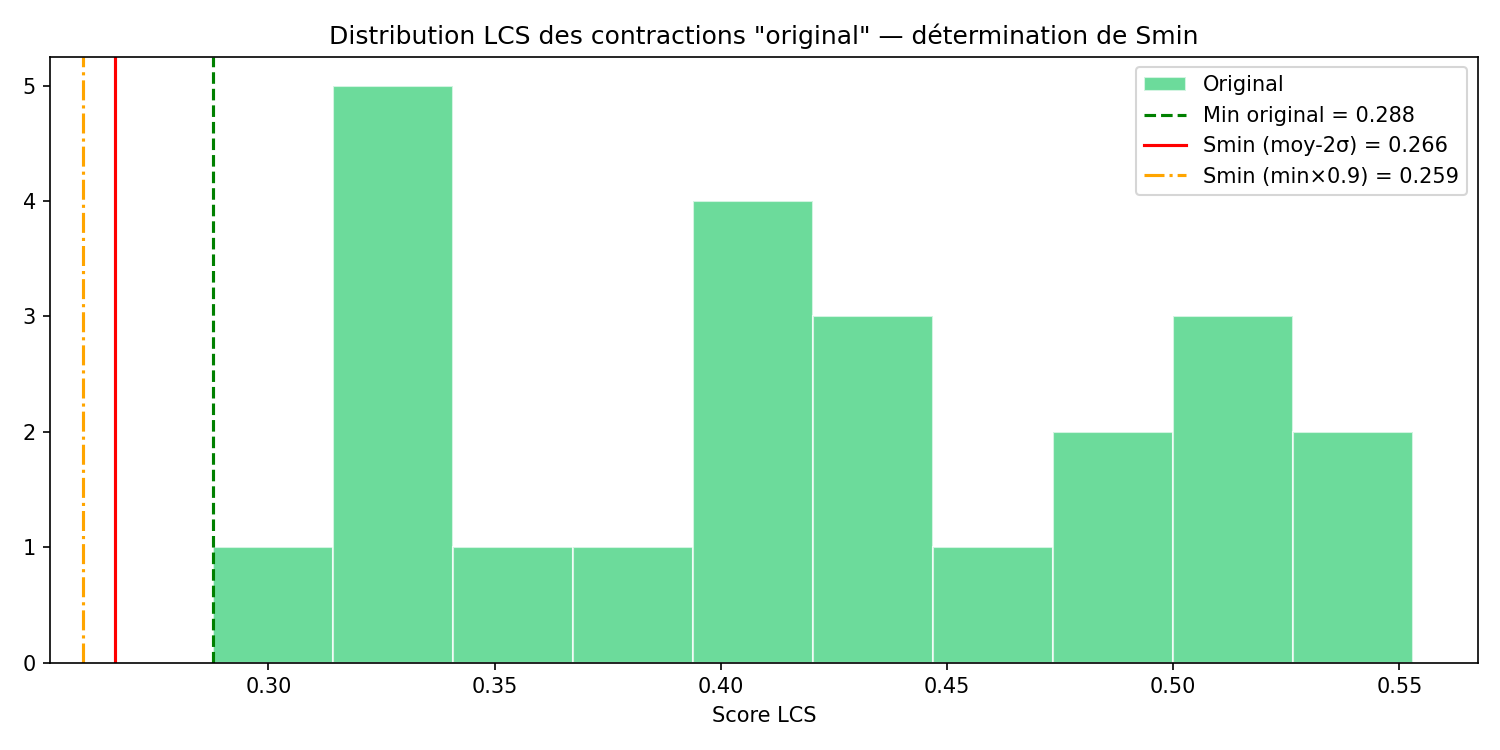 Distribution LCS des contractions "original" — détermination de Smin
Original
Min original = 0.288
Smin (moy-2σ) = 0.266
Smin (min×0.9) = 0.259
5
4
3
2
1
0
0.30 0.35 0.40 0.45 0.50 0.55
Score LCS